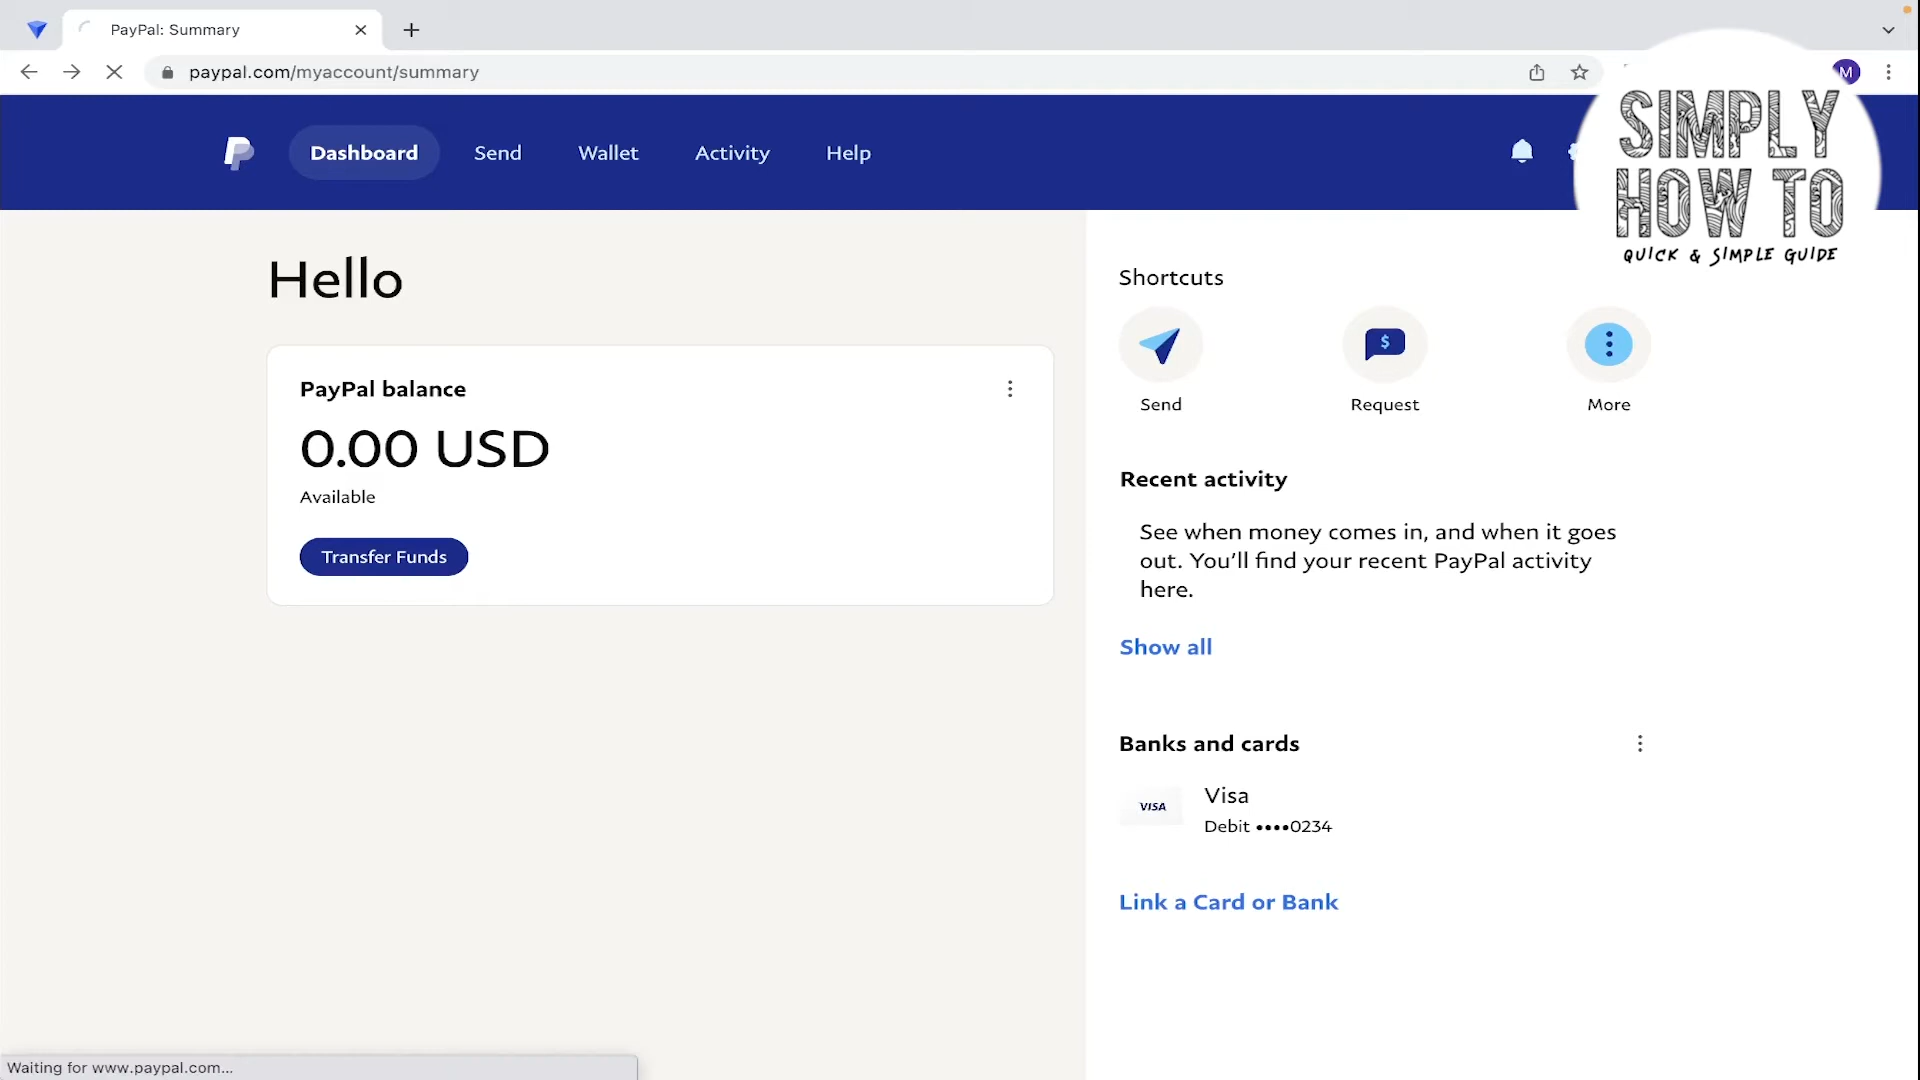 PayPal: Summary
paypal.com/myaccount/summary
M
Dashboard
Send
Wallet
Activity
Help
SIMPLY
HOW TO
QUICK & SIMPLE GUIDE
Hello
PayPal balance
0.00 USD
Available
Transfer Funds
Shortcuts
Send
$
Request
More
Recent activity
See when money comes in, and when it goes
out. You’ll find your recent PayPal activity
here.
Show all
Banks and cards
VISA
Visa
Debit ••••0234
Link a Card or Bank
Waiting for www.paypal.com...